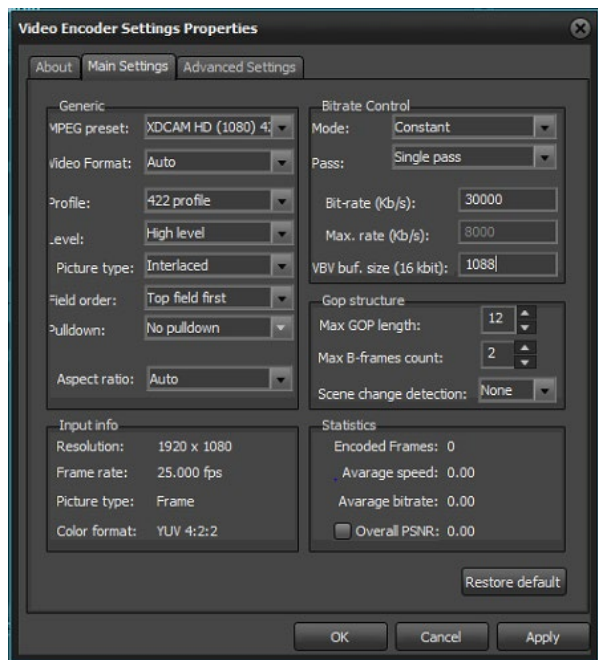 Video Encoder Settings Properties
About Main Settings Advanced Settings
Generic
MPEG preset: XDCAM HD (1080) 42
Video Format: Auto
Profile: 422 profile
Level: High level
Picture type: Interlaced
Field order: Top field first
Pulldown: No pulldown
Aspect ratio: Auto
Bitrate Control
Mode: Constant
Pass: Single pass
Bit-rate (Kb/s): 30000
Max. rate (Kb/s): 8000
VBV buf. size (16 kbit): 1088
Gop structure
Max GOP length: 12
Max B-frames count: 2
Scene change detection: None
Input info
Resolution: 1920 x 1080
Frame rate: 25.000 fps
Picture type: Frame
Color format: YUV 4:2:2
Statistics
Encoded Frames: 0
Avarage speed: 0.00
Avarage bitrate: 0.00
Overall PSNR: 0.00
Restore default
OK Cancel Apply